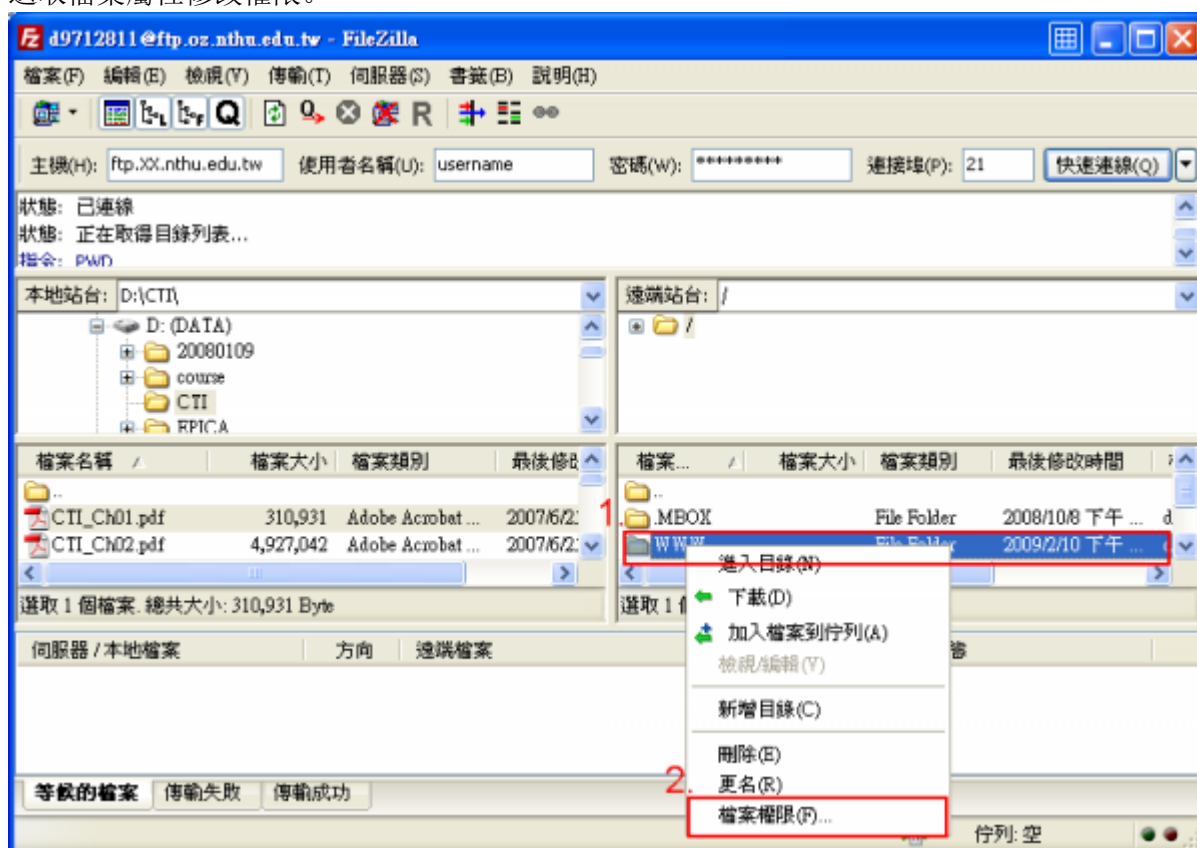 選取檔案屬性修改權限。
d9712811@ftp.oz.nthu.edu.tw - FileZilla
檔案(F) 編輯(E) 檢視(V) 傳輸(T) 伺服器(S) 書籤(B) 說明(H)
主機(H): ftp.XX.nthu.edu.tw 使用者名稱(U): username 密碼(W): ********* 連接埠(P): 21 快速連線(Q)
狀態: 已連線
狀態: 正在取得目錄列表...
指令: PWD
本地站台: D:\CTI\ 遠端站台: /
D: (DATA) /
20080109
course
CTI
EPICA
檔案名稱 / 檔案大小 檔案類別 最後修改 檔案... / 檔案大小 檔案類別 最後修改時間
.. ..
CTI_Ch01.pdf 310,931 Adobe Acrobat ... 2007/6/2 1. .MBOX File Folder 2008/10/8 下午 ... d
CTI_Ch02.pdf 4,927,042 Adobe Acrobat ... 2007/6/2 WWW File Folder 2009/2/10 下午 ...
進入目錄(N)
選取 1 個檔案. 總共大小: 310,931 Byte 選取 1 下載(D)
加入檔案到佇列(A)
伺服器 / 本地檔案 方向 遠端檔案
檢視/編輯(V)
新增目錄(C)
刪除(E)
2. 更名(R)
等候的檔案 傳輸失敗 傳輸成功
檔案權限(F)...
佇列: 空